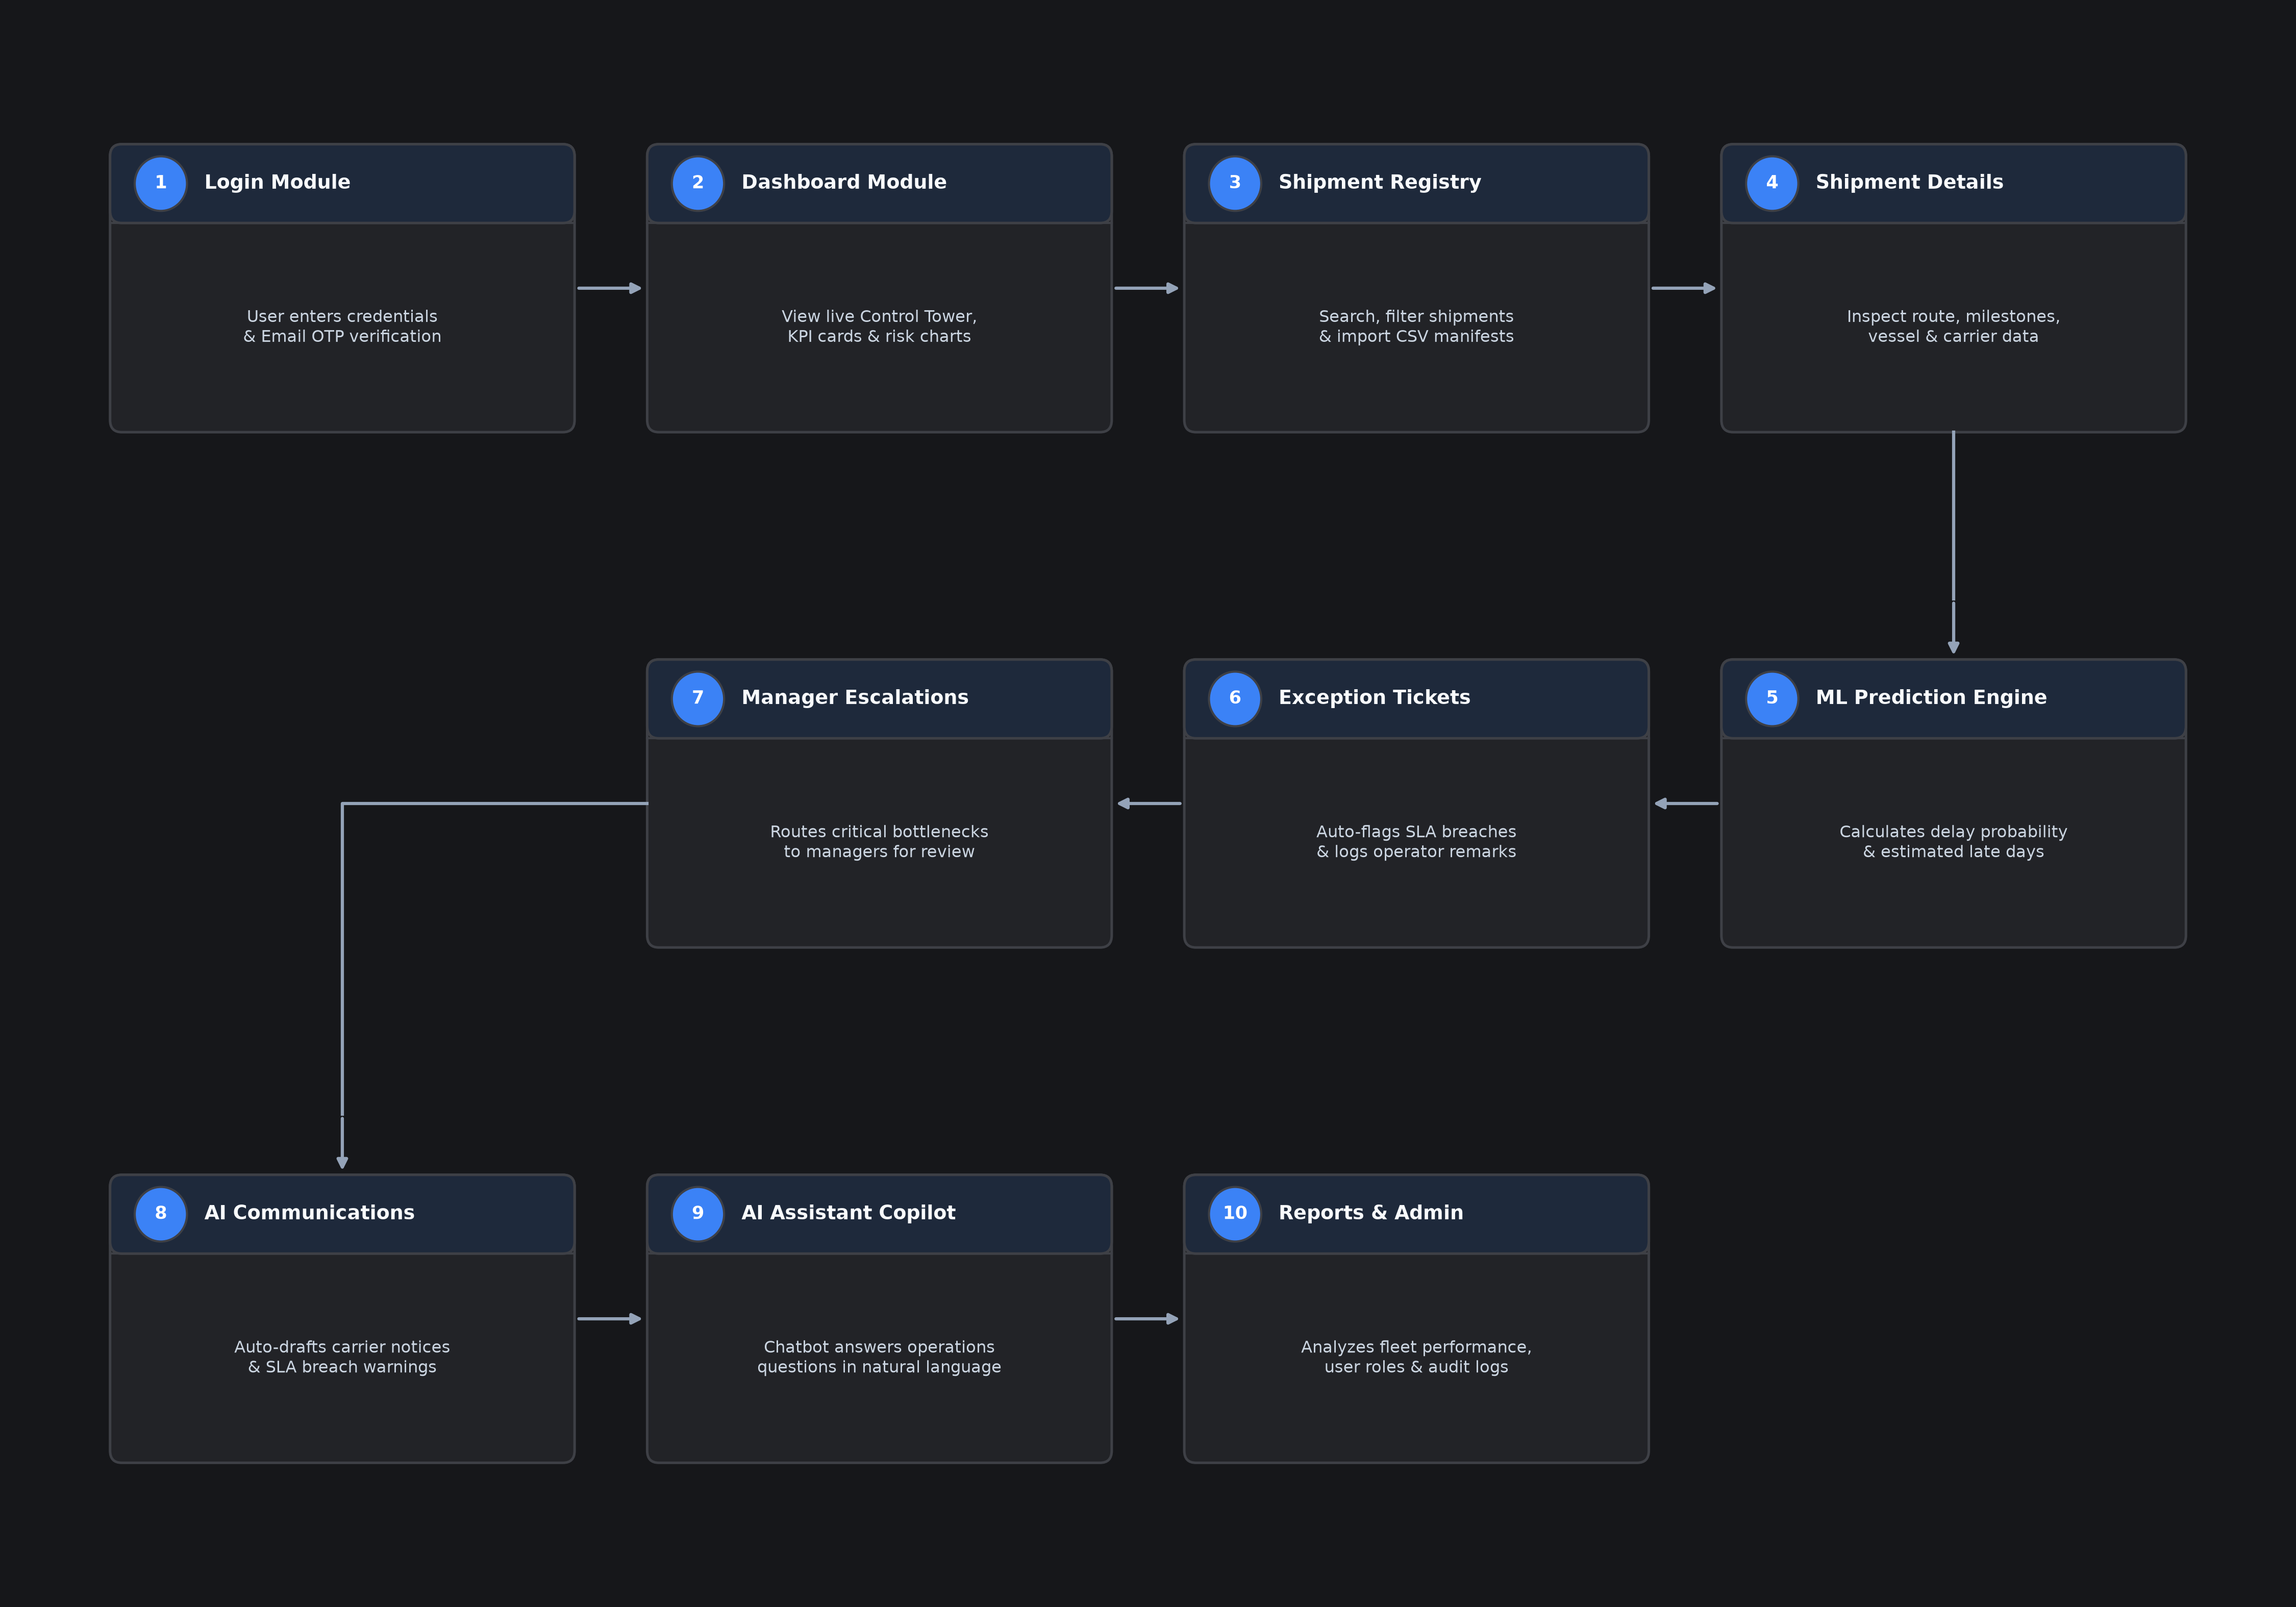 1 Login Module
User enters credentials
& Email OTP verification
2 Dashboard Module
View live Control Tower,
KPI cards & risk charts
3 Shipment Registry
Search, filter shipments
& import CSV manifests
4 Shipment Details
Inspect route, milestones,
vessel & carrier data
5 ML Prediction Engine
Calculates delay probability
& estimated late days
6 Exception Tickets
Auto-flags SLA breaches
& logs operator remarks
7 Manager Escalations
Routes critical bottlenecks
to managers for review
8 AI Communications
Auto-drafts carrier notices
& SLA breach warnings
9 AI Assistant Copilot
Chatbot answers operations
questions in natural language
10 Reports & Admin
Analyzes fleet performance,
user roles & audit logs